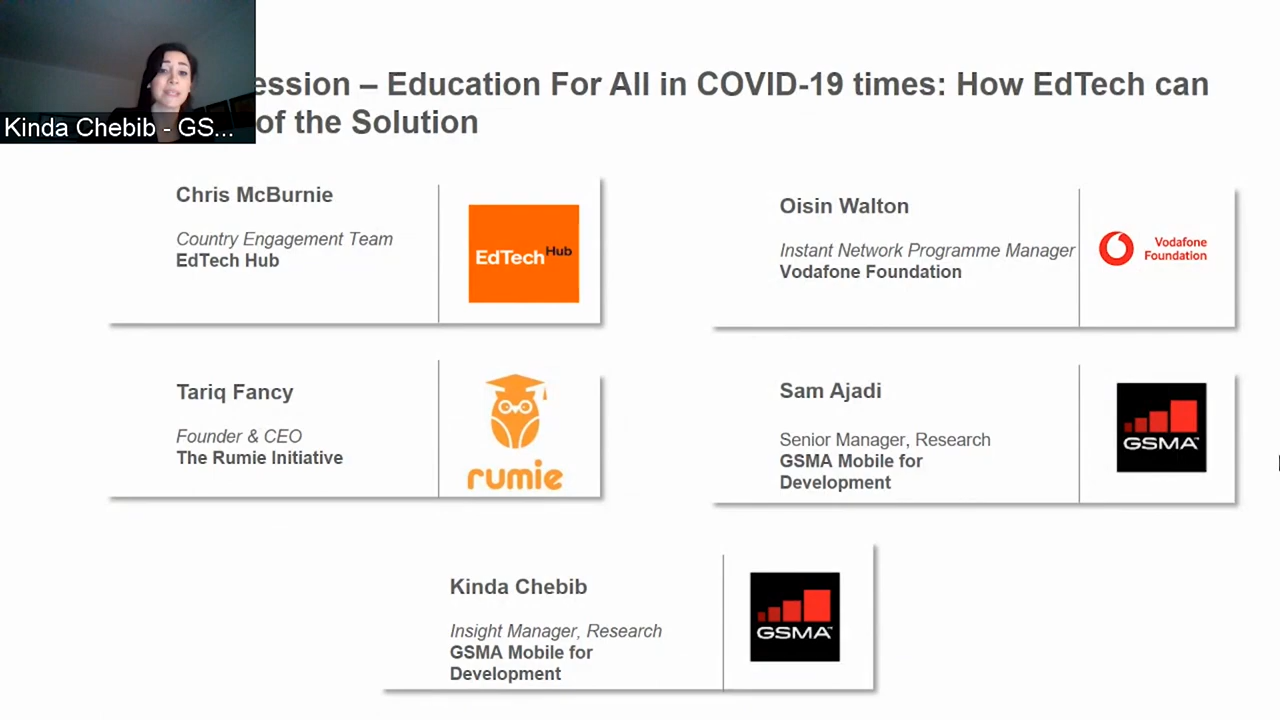 ession – Education For All in COVID-19 times: How EdTech can
Kinda Chebib - GS...
of the Solution
Chris McBurnie
Country Engagement Team
EdTech Hub
EdTech Hub
Oisin Walton
Instant Network Programme Manager
Vodafone Foundation
Vodafone
Foundation
Tariq Fancy
Founder & CEO
The Rumie Initiative
rumie
Sam Ajadi
Senior Manager, Research
GSMA Mobile for
Development
GSMA™
Kinda Chebib
Insight Manager, Research
GSMA Mobile for
Development
GSMA™